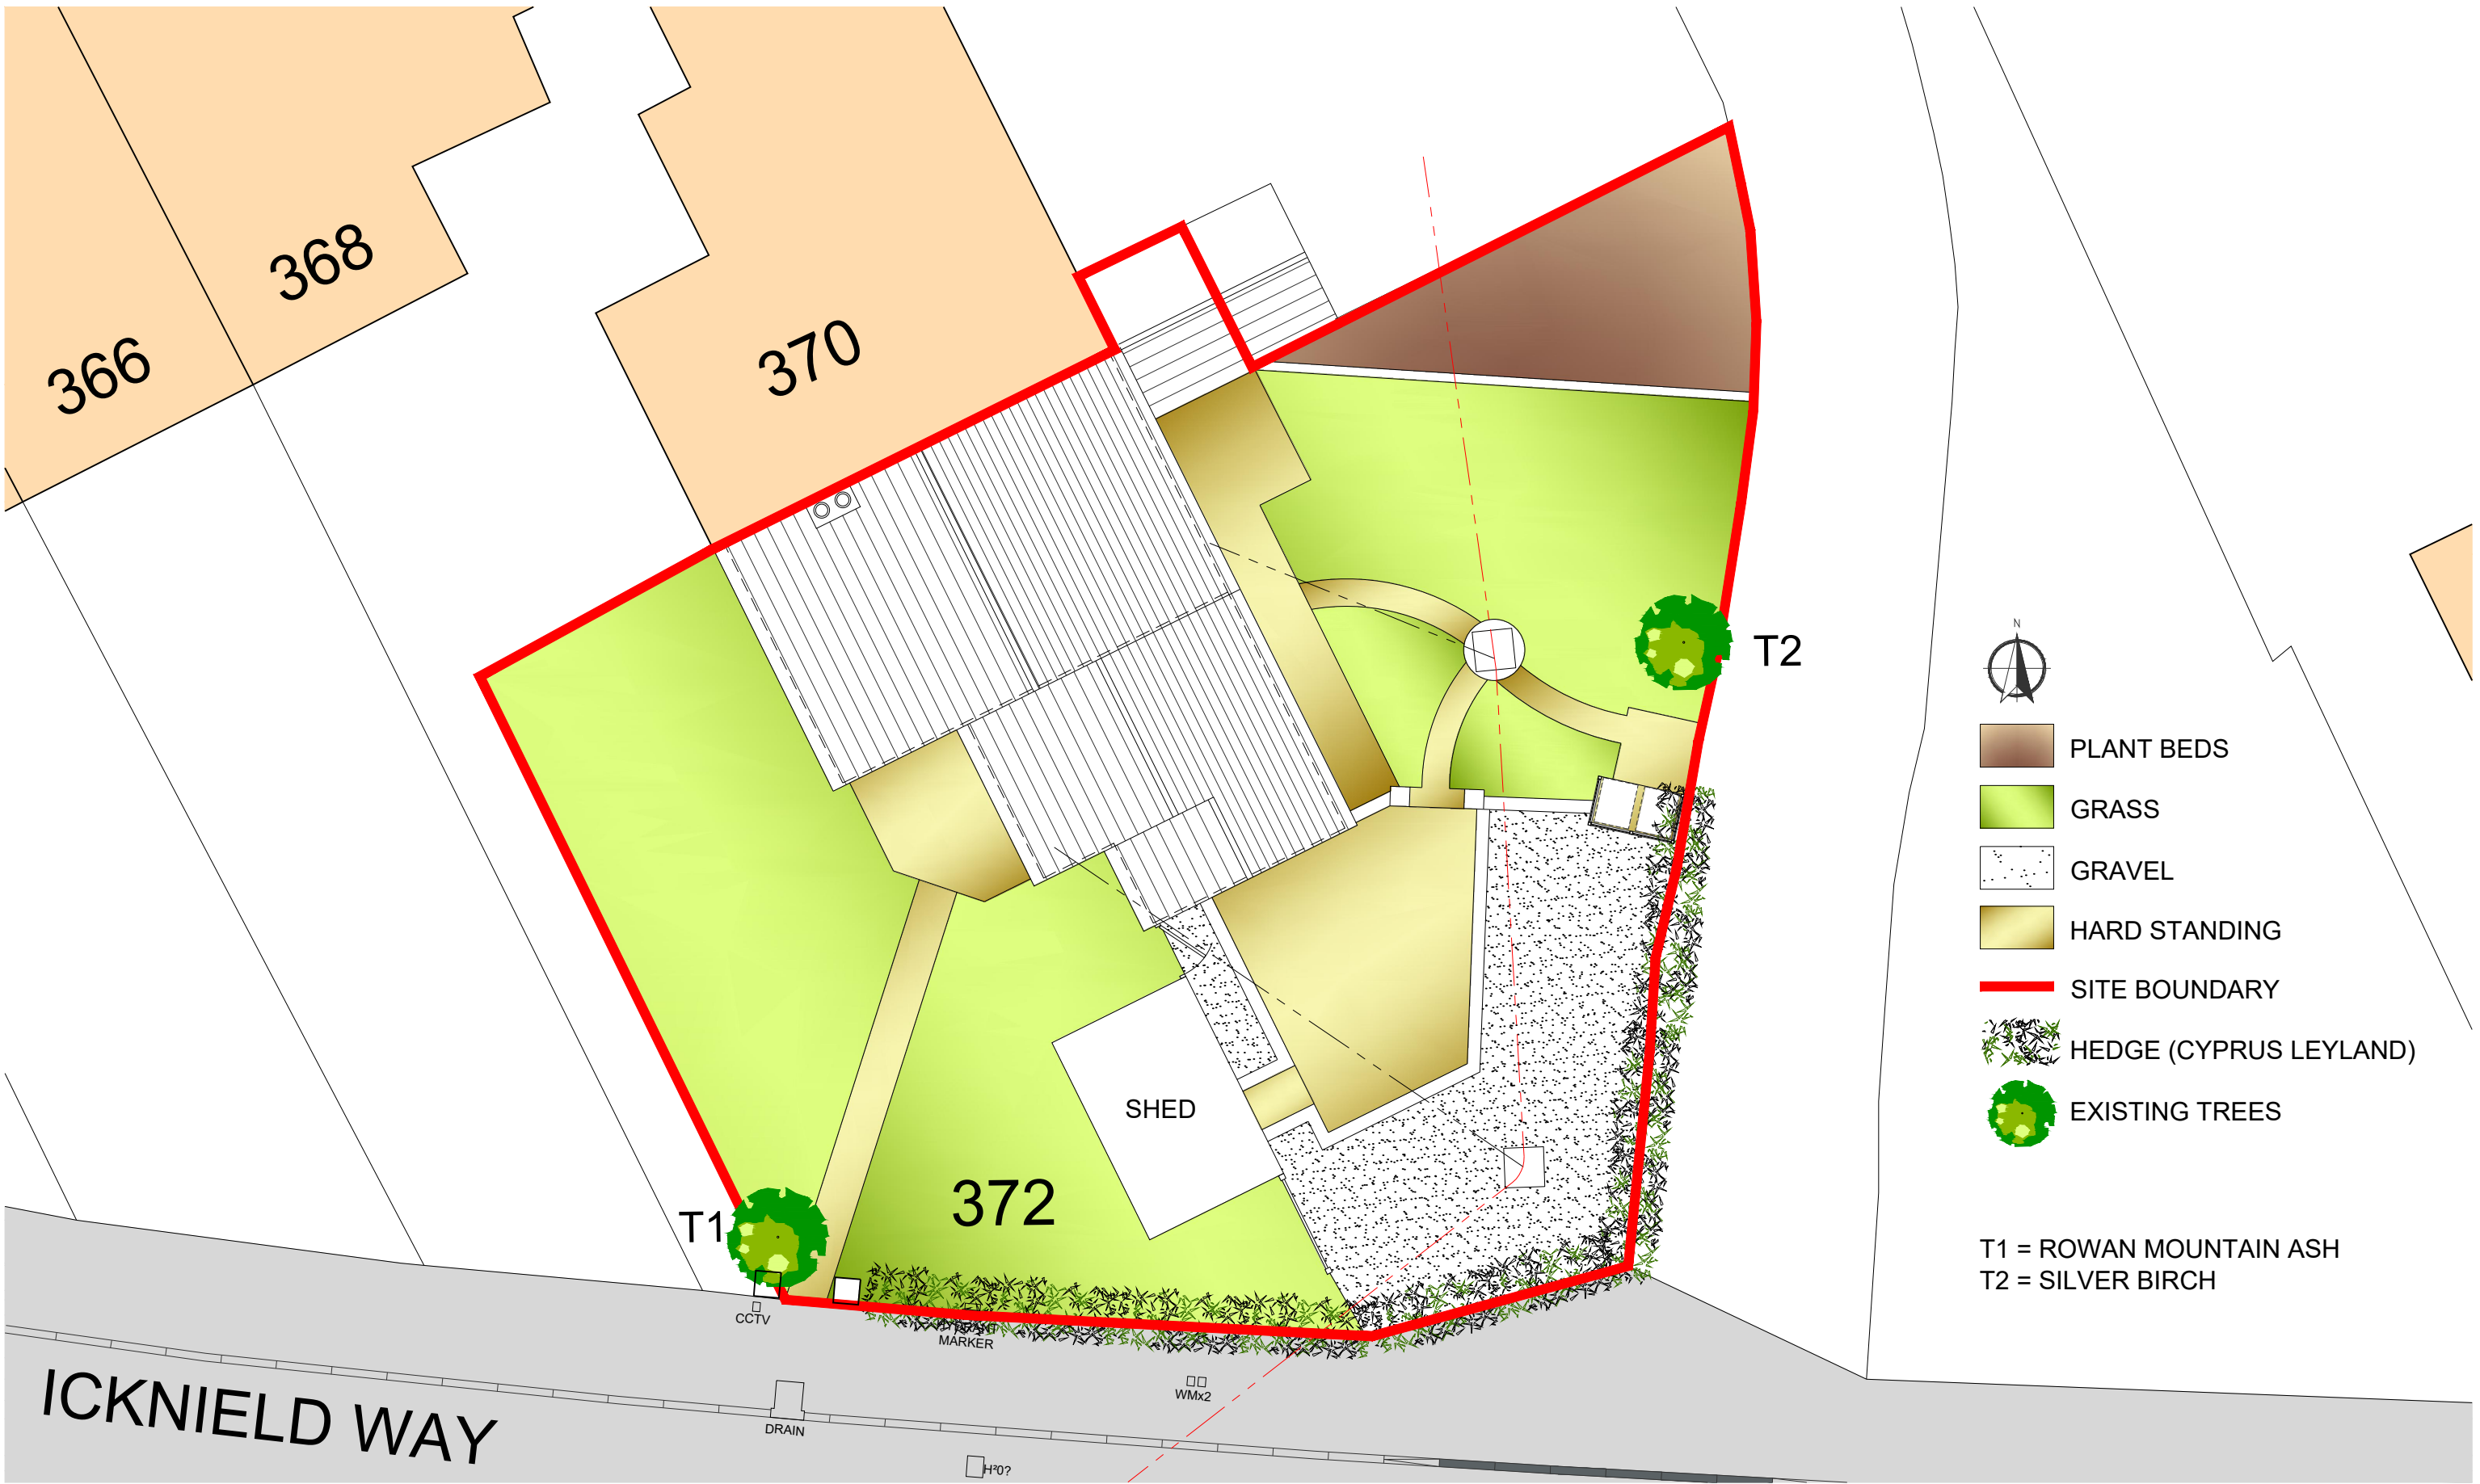 368
366
370
T2
N
PLANT BEDS
GRASS
GRAVEL
HARD STANDING
SITE BOUNDARY
HEDGE (CYPRUS LEYLAND)
EXISTING TREES
SHED
372
T1
T1 = ROWAN MOUNTAIN ASH
T2 = SILVER BIRCH
CCTV
MARKER
WMx2
ICKNIELD WAY
DRAIN
H²0?